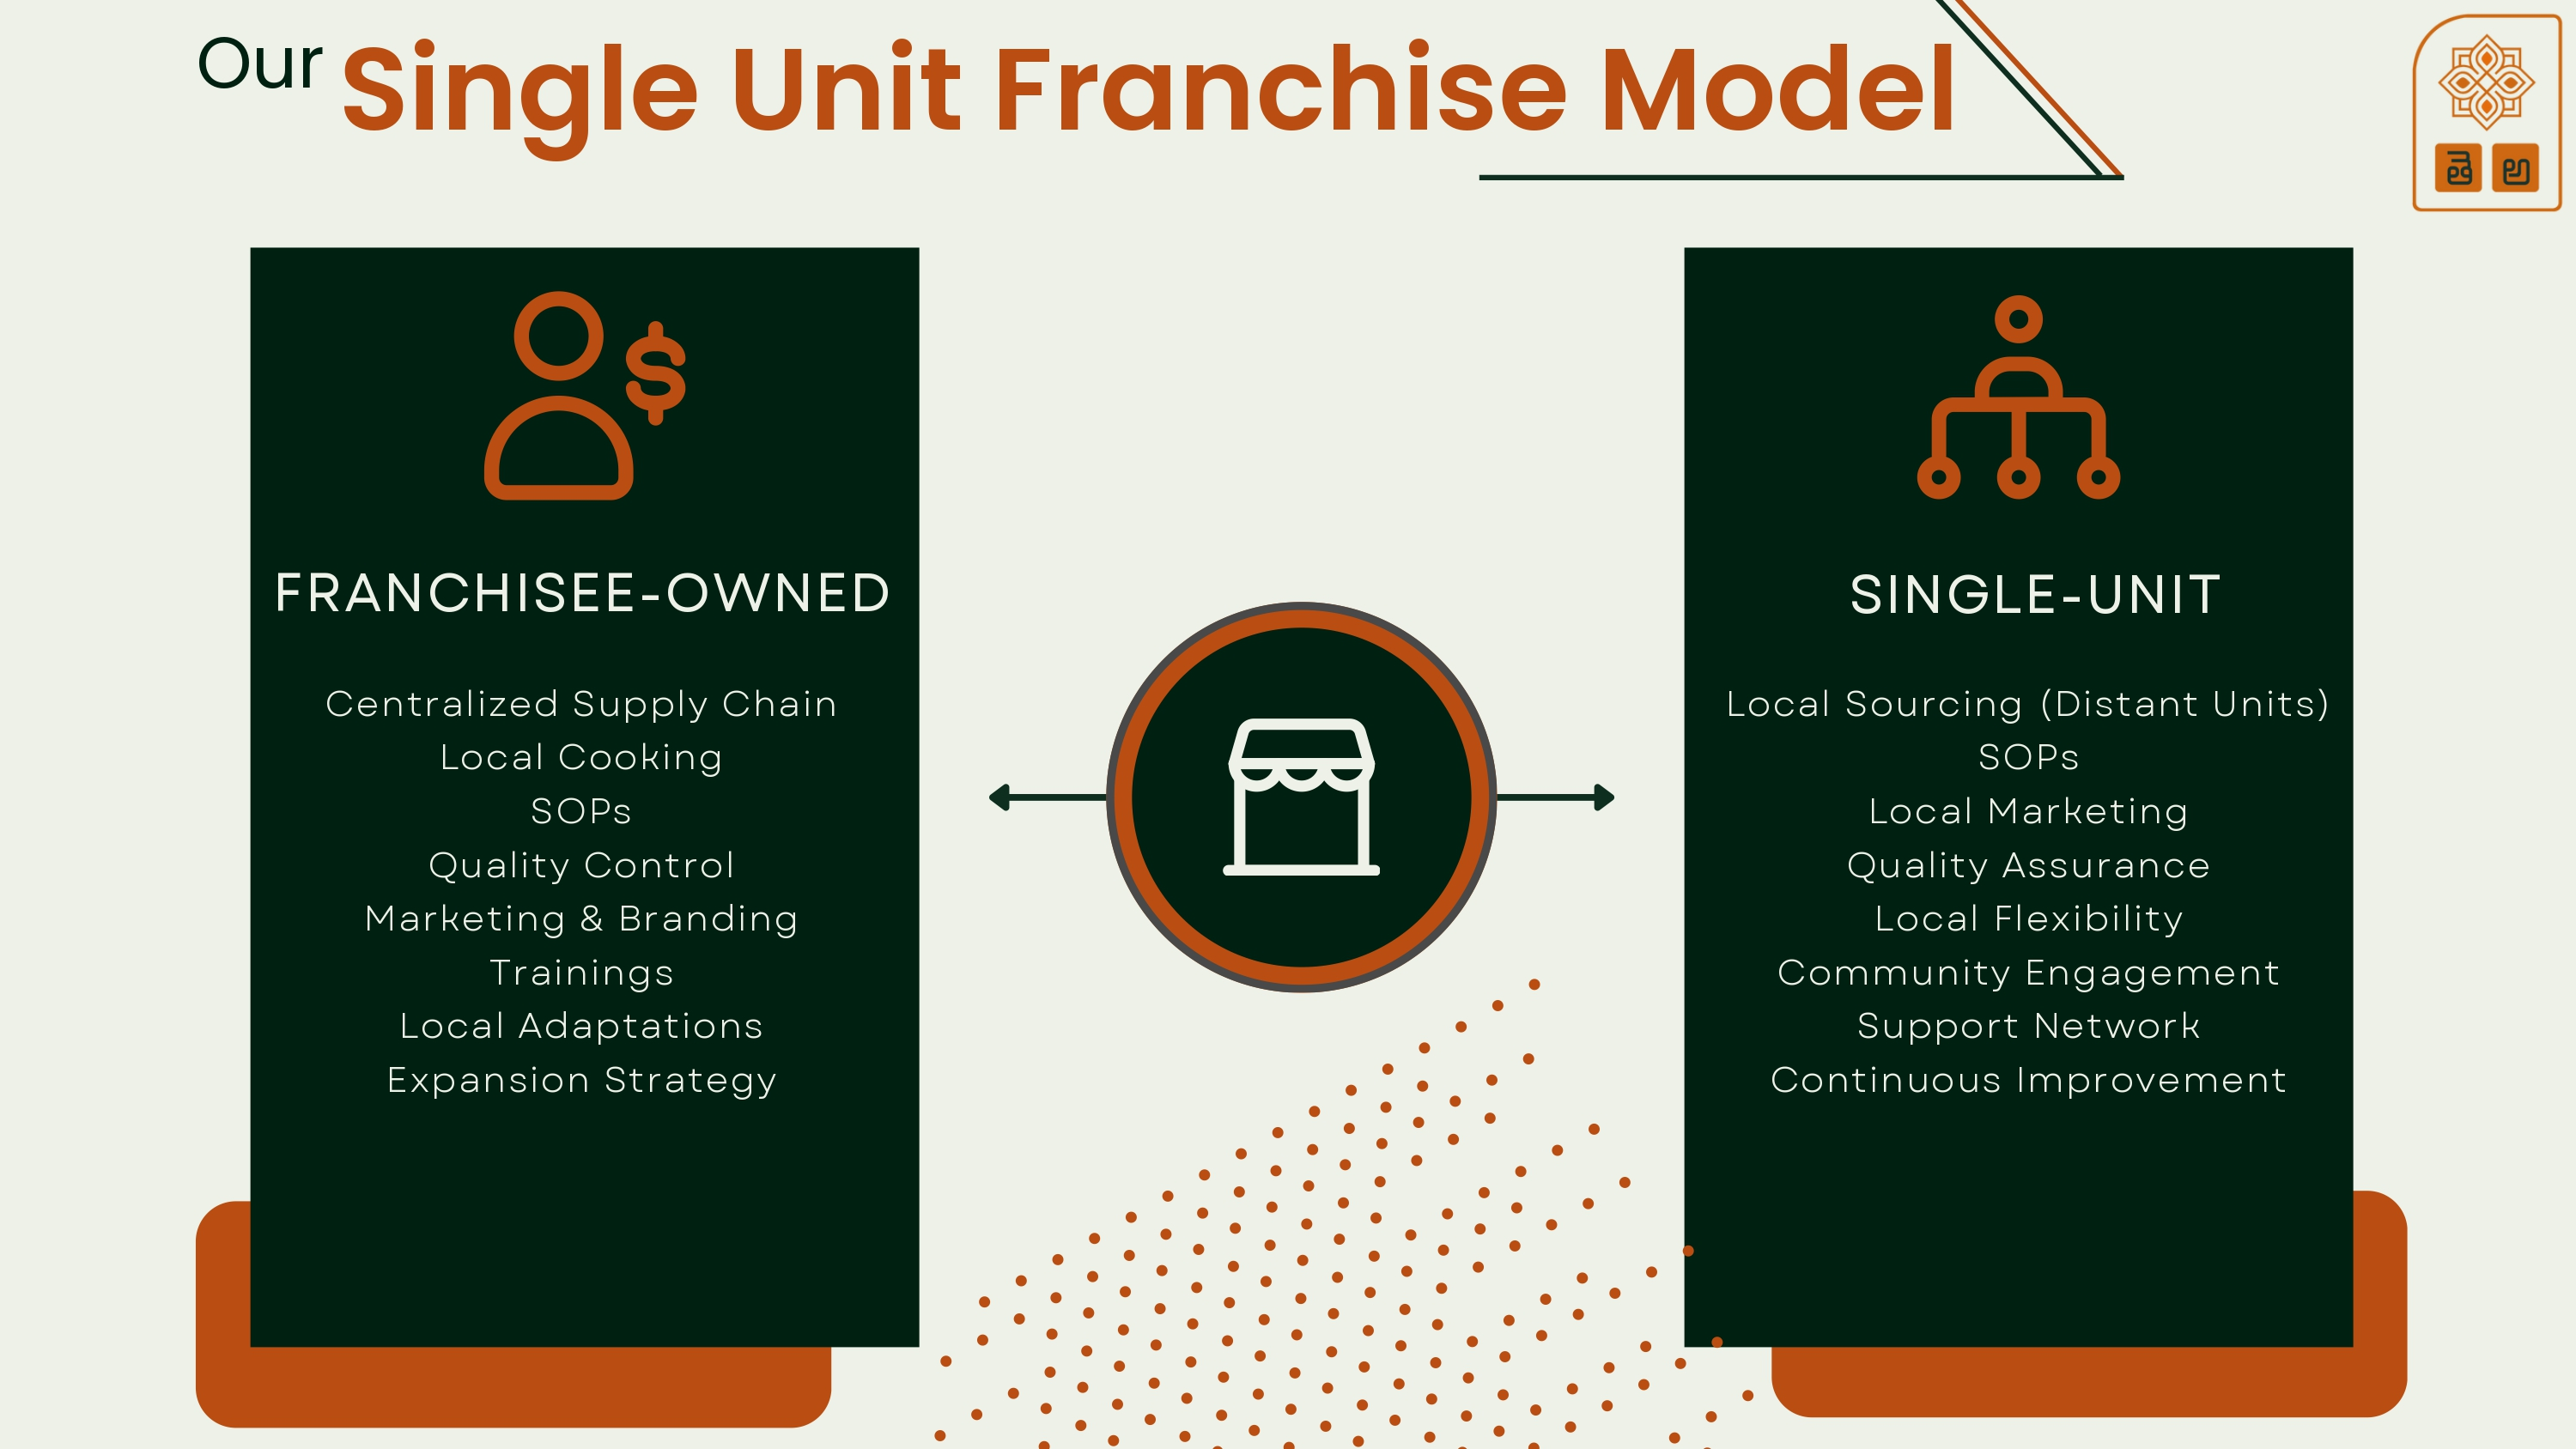 Our Single Unit Franchise Model
FRANCHISEE-OWNED
Centralized Supply Chain
Local Cooking
SOPs
Quality Control
Marketing & Branding
Trainings
Local Adaptations
Expansion Strategy
SINGLE-UNIT
Local Sourcing (Distant Units)
SOPs
Local Marketing
Quality Assurance
Local Flexibility
Community Engagement
Support Network
Continuous Improvement